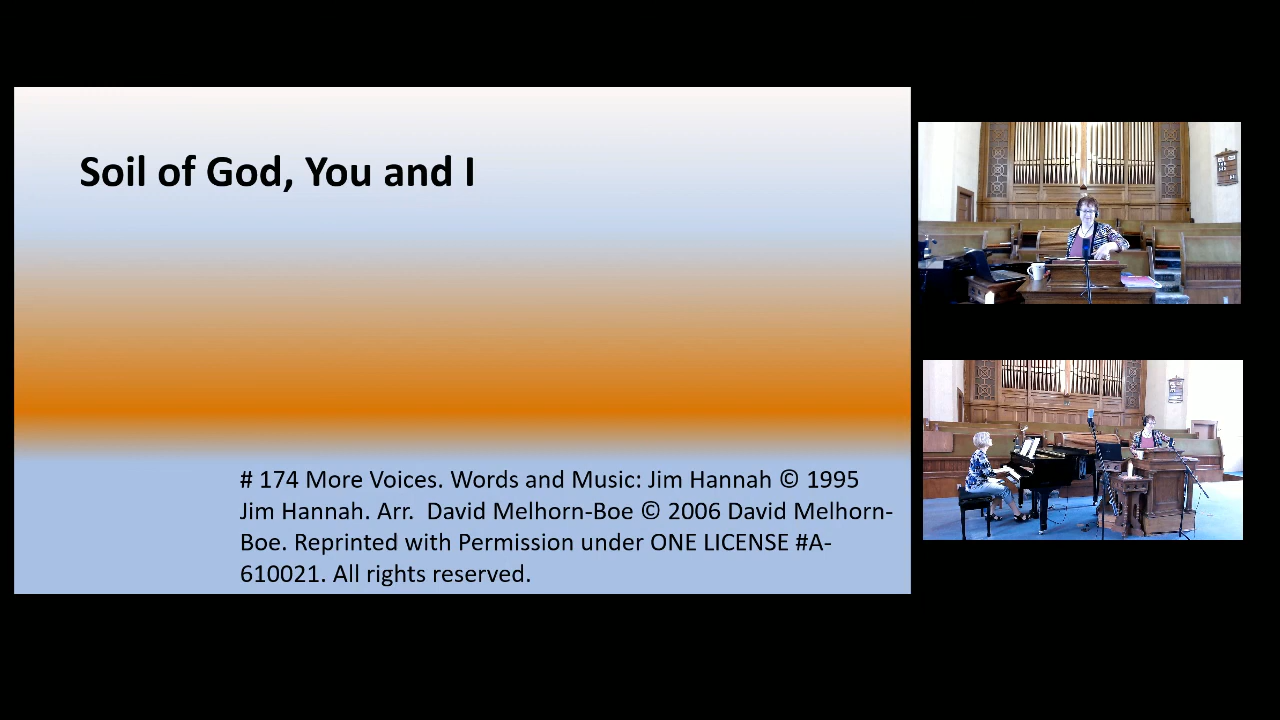 Soil of God, You and I
# 174 More Voices. Words and Music: Jim Hannah © 1995
Jim Hannah. Arr.  David Melhorn-Boe © 2006 David Melhorn-
Boe. Reprinted with Permission under ONE LICENSE #A-
610021. All rights reserved.